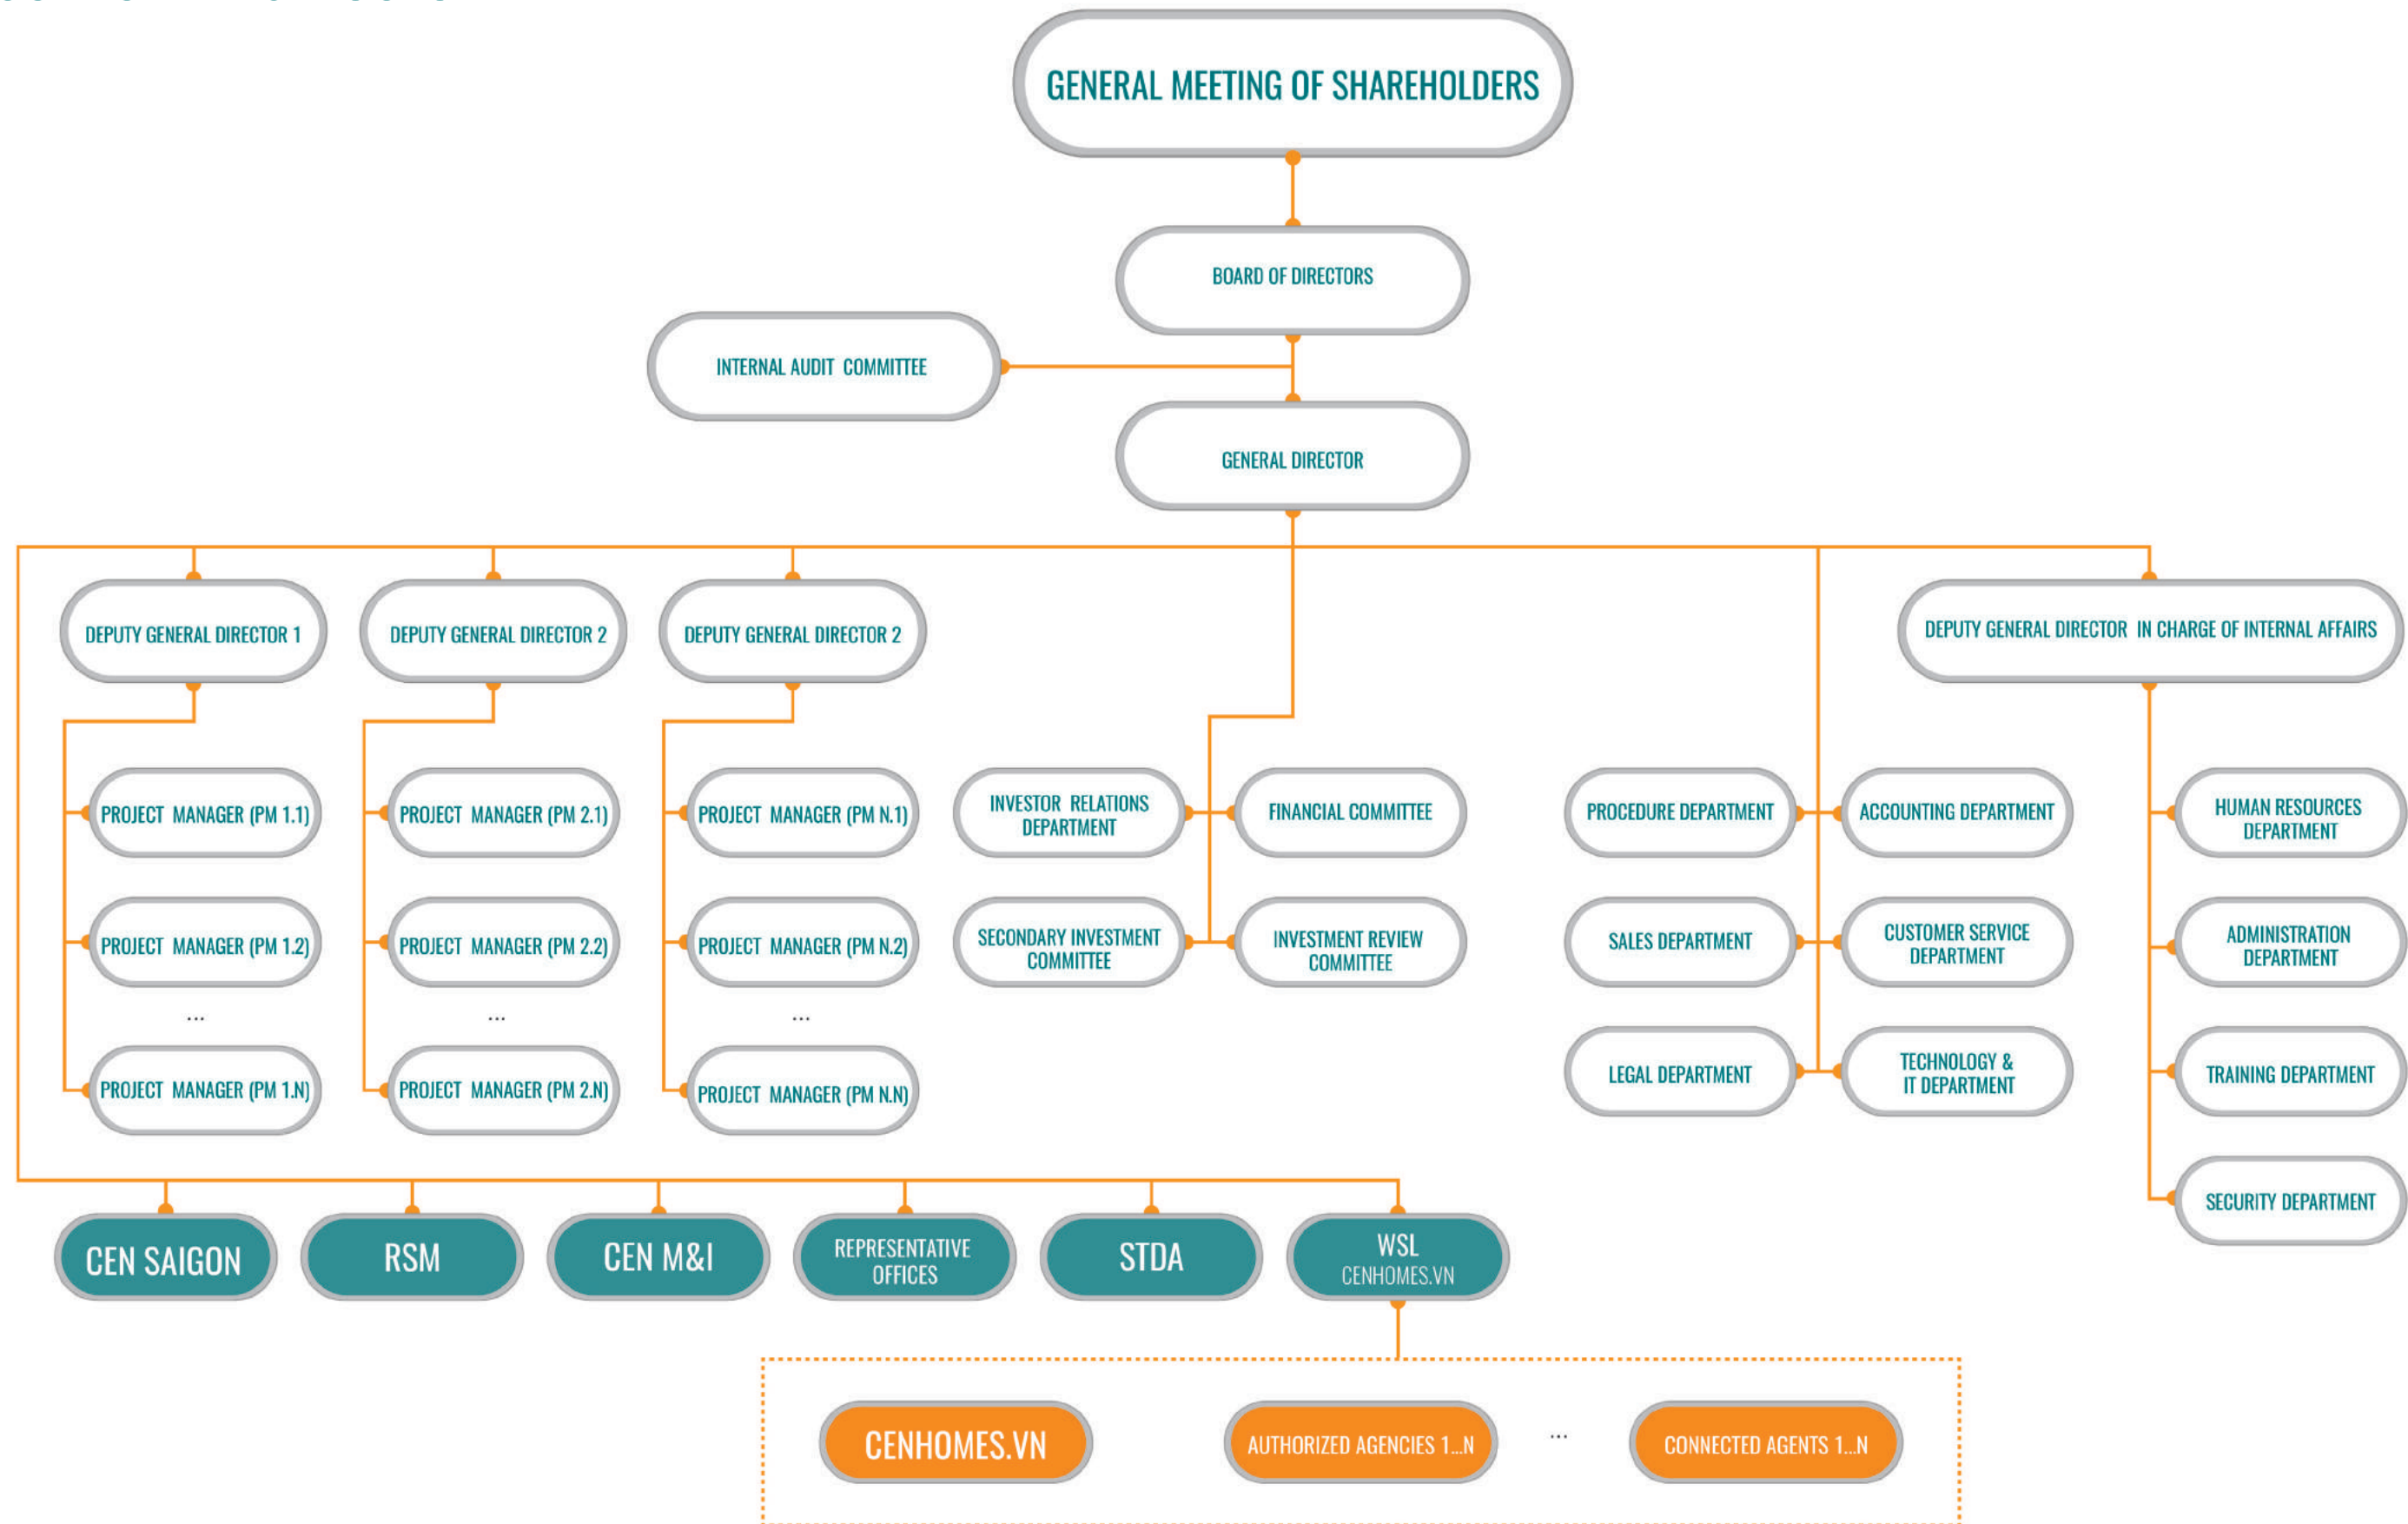 GENERAL MEETING OF SHAREHOLDERS
BOARD OF DIRECTORS
INTERNAL AUDIT COMMITTEE
GENERAL DIRECTOR
DEPUTY GENERAL DIRECTOR 1
DEPUTY GENERAL DIRECTOR 2
DEPUTY GENERAL DIRECTOR 2
DEPUTY GENERAL DIRECTOR IN CHARGE OF INTERNAL AFFAIRS
PROJECT MANAGER (PM 1.1)
PROJECT MANAGER (PM 2.1)
PROJECT MANAGER (PM N.1)
INVESTOR RELATIONS
DEPARTMENT
FINANCIAL COMMITTEE
PROCEDURE DEPARTMENT
ACCOUNTING DEPARTMENT
HUMAN RESOURCES
DEPARTMENT
PROJECT MANAGER (PM 1.2)
PROJECT MANAGER (PM 2.2)
PROJECT MANAGER (PM N.2)
SECONDARY INVESTMENT
COMMITTEE
INVESTMENT REVIEW
COMMITTEE
SALES DEPARTMENT
CUSTOMER SERVICE
DEPARTMENT
ADMINISTRATION
DEPARTMENT
...
...
...
PROJECT MANAGER (PM 1.N)
PROJECT MANAGER (PM 2.N)
PROJECT MANAGER (PM N.N)
LEGAL DEPARTMENT
TECHNOLOGY &
IT DEPARTMENT
TRAINING DEPARTMENT
SECURITY DEPARTMENT
CEN SAIGON
RSM
CEN M&I
REPRESENTATIVE
OFFICES
STDA
WSL
CENHOMES.VN
CENHOMES.VN
AUTHORIZED AGENCIES 1...N
...
CONNECTED AGENTS 1...N